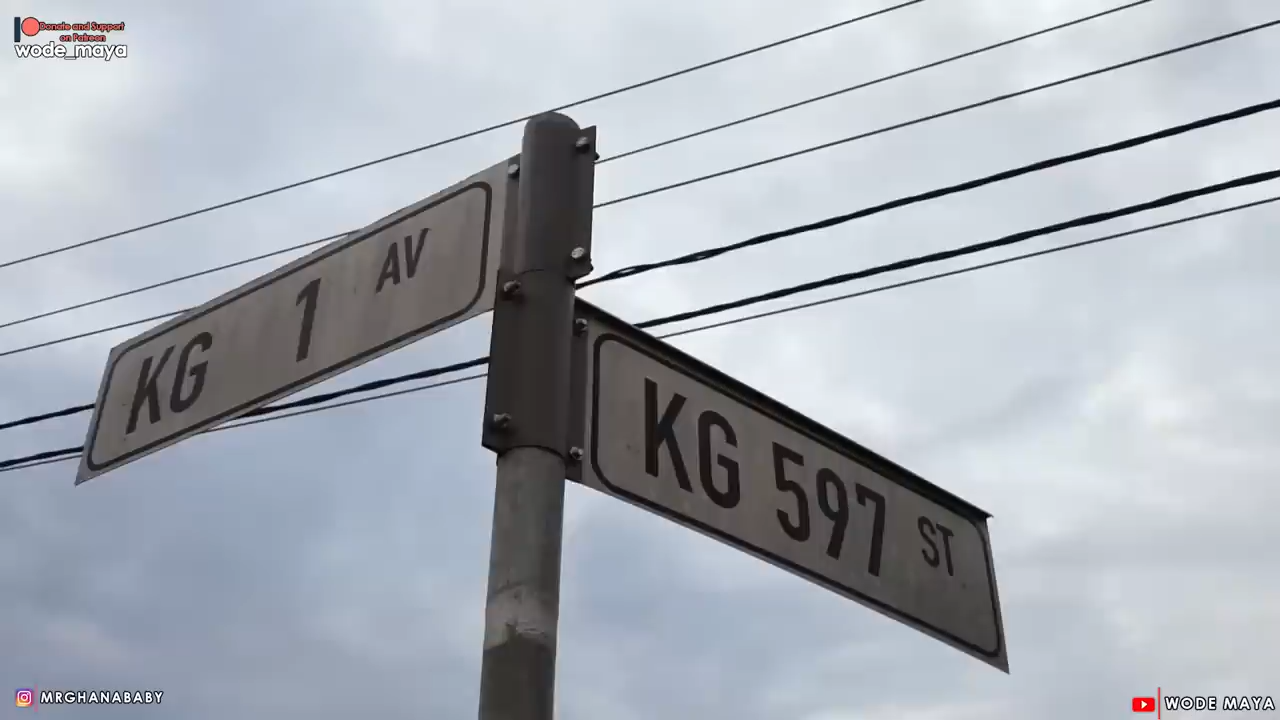 Donate and Support
on Patreon
wode_maya
KG 1 AV
KG 597 ST
MRGHANABABY
WODE MAYA